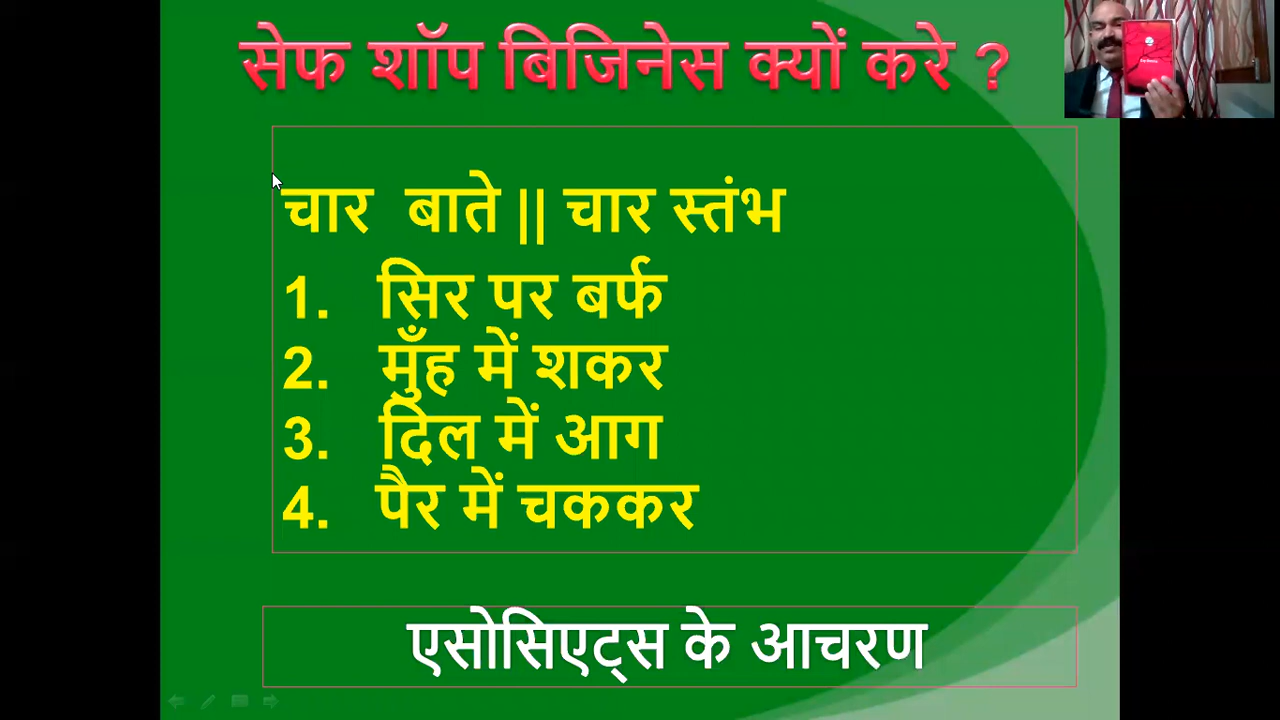 सेफ शॉप बिजिनेस क्यों करे ?
चार बाते || चार स्तंभ
1. सिर पर बर्फ
2. मुँह में शकर
3. दिल में आग
4. पैर में चककर
एसोसिएट्स के आचरण